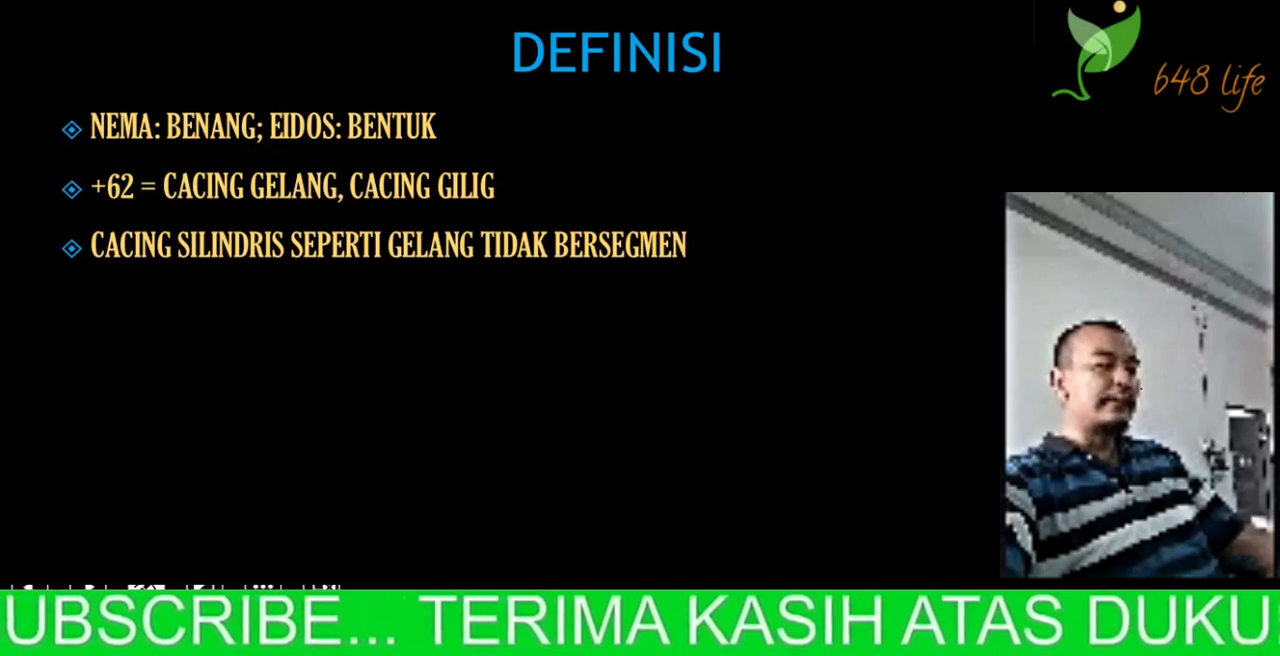 DEFINISI
648 life
NEMA: BENANG; EIDOS: BENTUK
+62 = CACING GELANG, CACING GILIG
CACING SILINDRIS SEPERTI GELANG TIDAK BERSEGMEN
UBSCRIBE... TERIMA KASIH ATAS DUKU